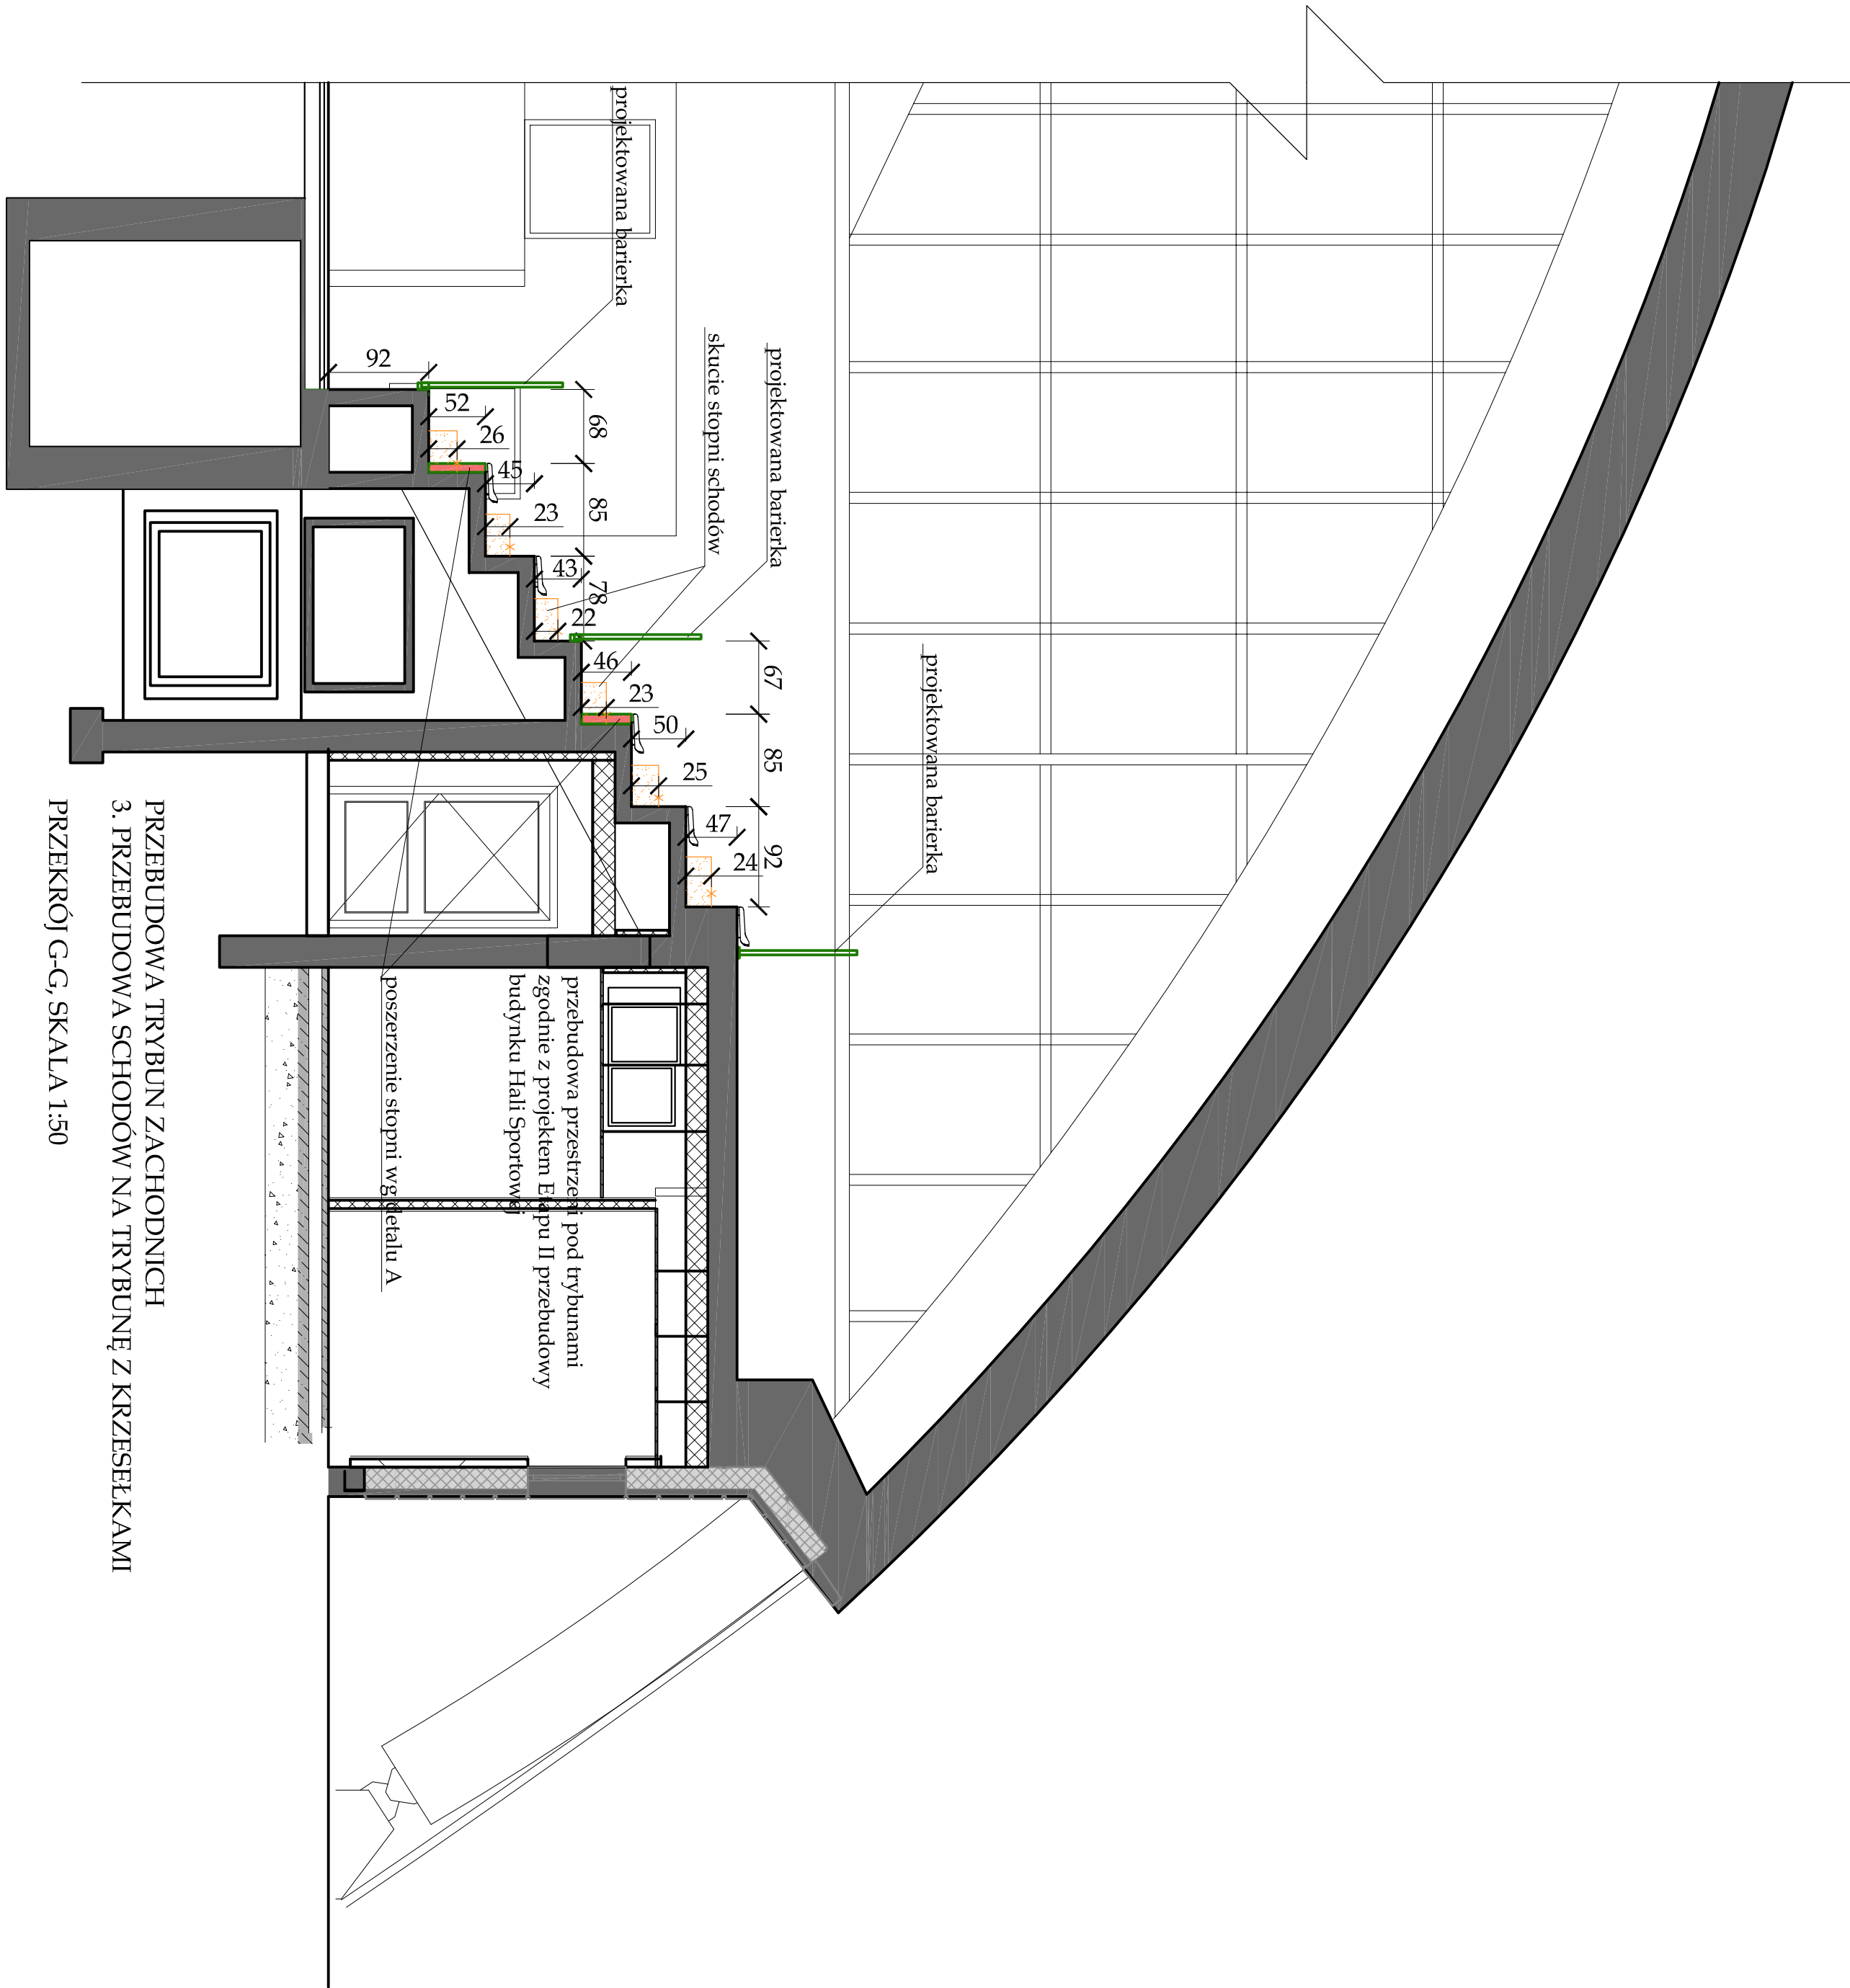 projektowana barierka
projektowana barierka
skucie stopni schodów
projektowana barierka
92
52
26
68
45
23
85
43
22
78
46
23
67
50
25
85
47
24
92
przebudowa przestrzeni pod trybunami
zgodnie z projektem Etapu II przebudowy
budynku Hali Sportowej
poszerzenie stopni wg detalu A
PRZEBUDOWA TRYBUN ZACHODNICH
3. PRZEBUDOWA SCHODÓW NA TRYBUNĘ Z KRZESEŁKAMI
PRZEKRÓJ G-G, SKALA 1:50